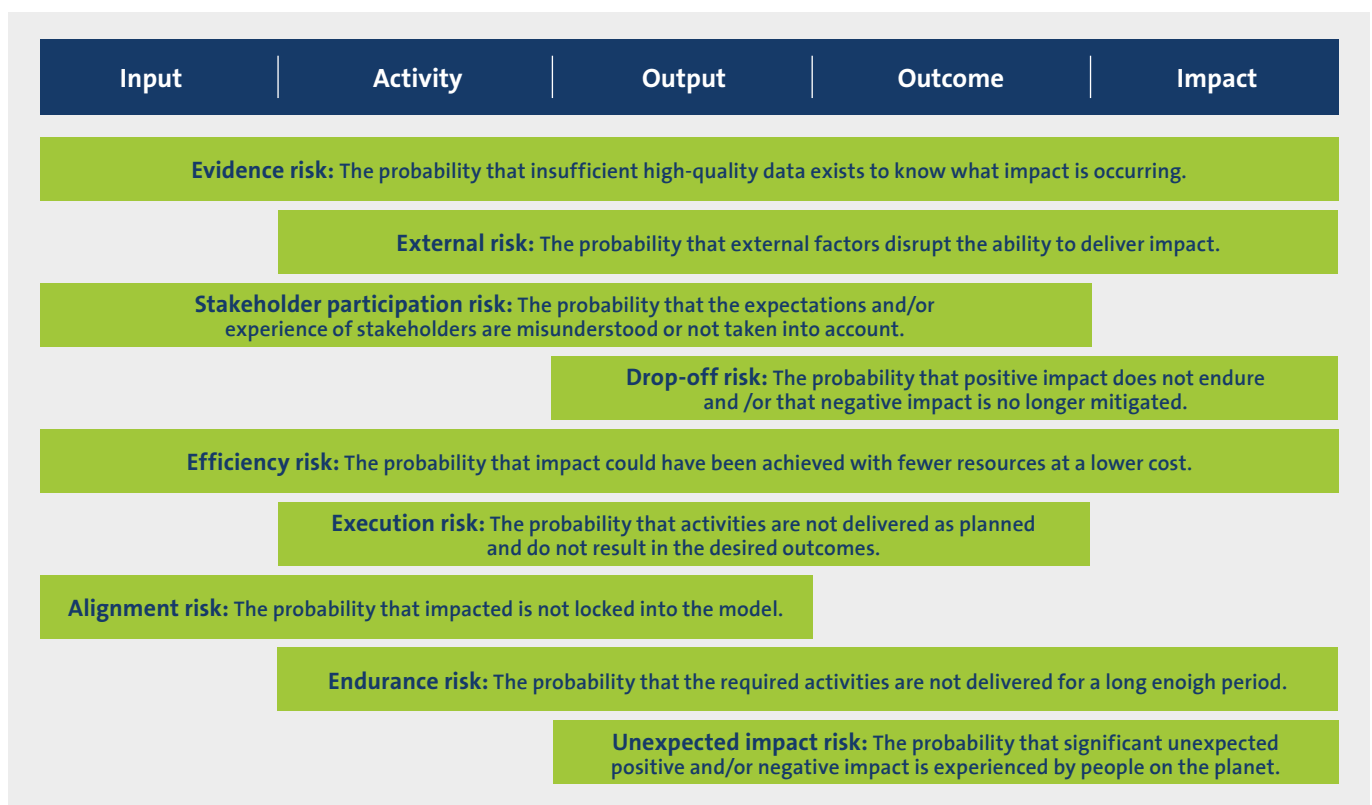 Input Activity Output Outcome Impact
Evidence risk: The probability that insufficient high-quality data exists to know what impact is occurring.
External risk: The probability that external factors disrupt the ability to deliver impact.
Stakeholder participation risk: The probability that the expectations and/or
experience of stakeholders are misunderstood or not taken into account.
Drop-off risk: The probability that positive impact does not endure
and /or that negative impact is no longer mitigated.
Efficiency risk: The probability that impact could have been achieved with fewer resources at a lower cost.
Execution risk: The probability that activities are not delivered as planned
and do not result in the desired outcomes.
Alignment risk: The probability that impacted is not locked into the model.
Endurance risk: The probability that the required activities are not delivered for a long enoigh period.
Unexpected impact risk: The probability that significant unexpected
positive and/or negative impact is experienced by people on the planet.